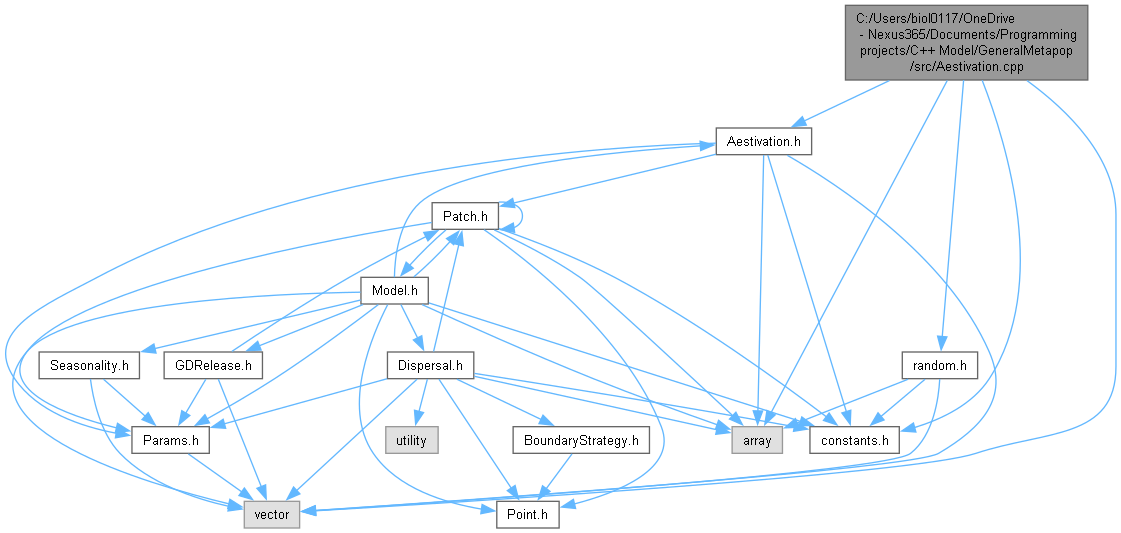 C:/Users/biol0117/OneDrive
- Nexus365/Documents/Programming
projects/C++ Model/GeneralMetapop
/src/Aestivation.cpp
Aestivation.h
Patch.h
Model.h
Seasonality.h
GDRelease.h
Dispersal.h
random.h
Params.h
utility
BoundaryStrategy.h
array
constants.h
vector
Point.h